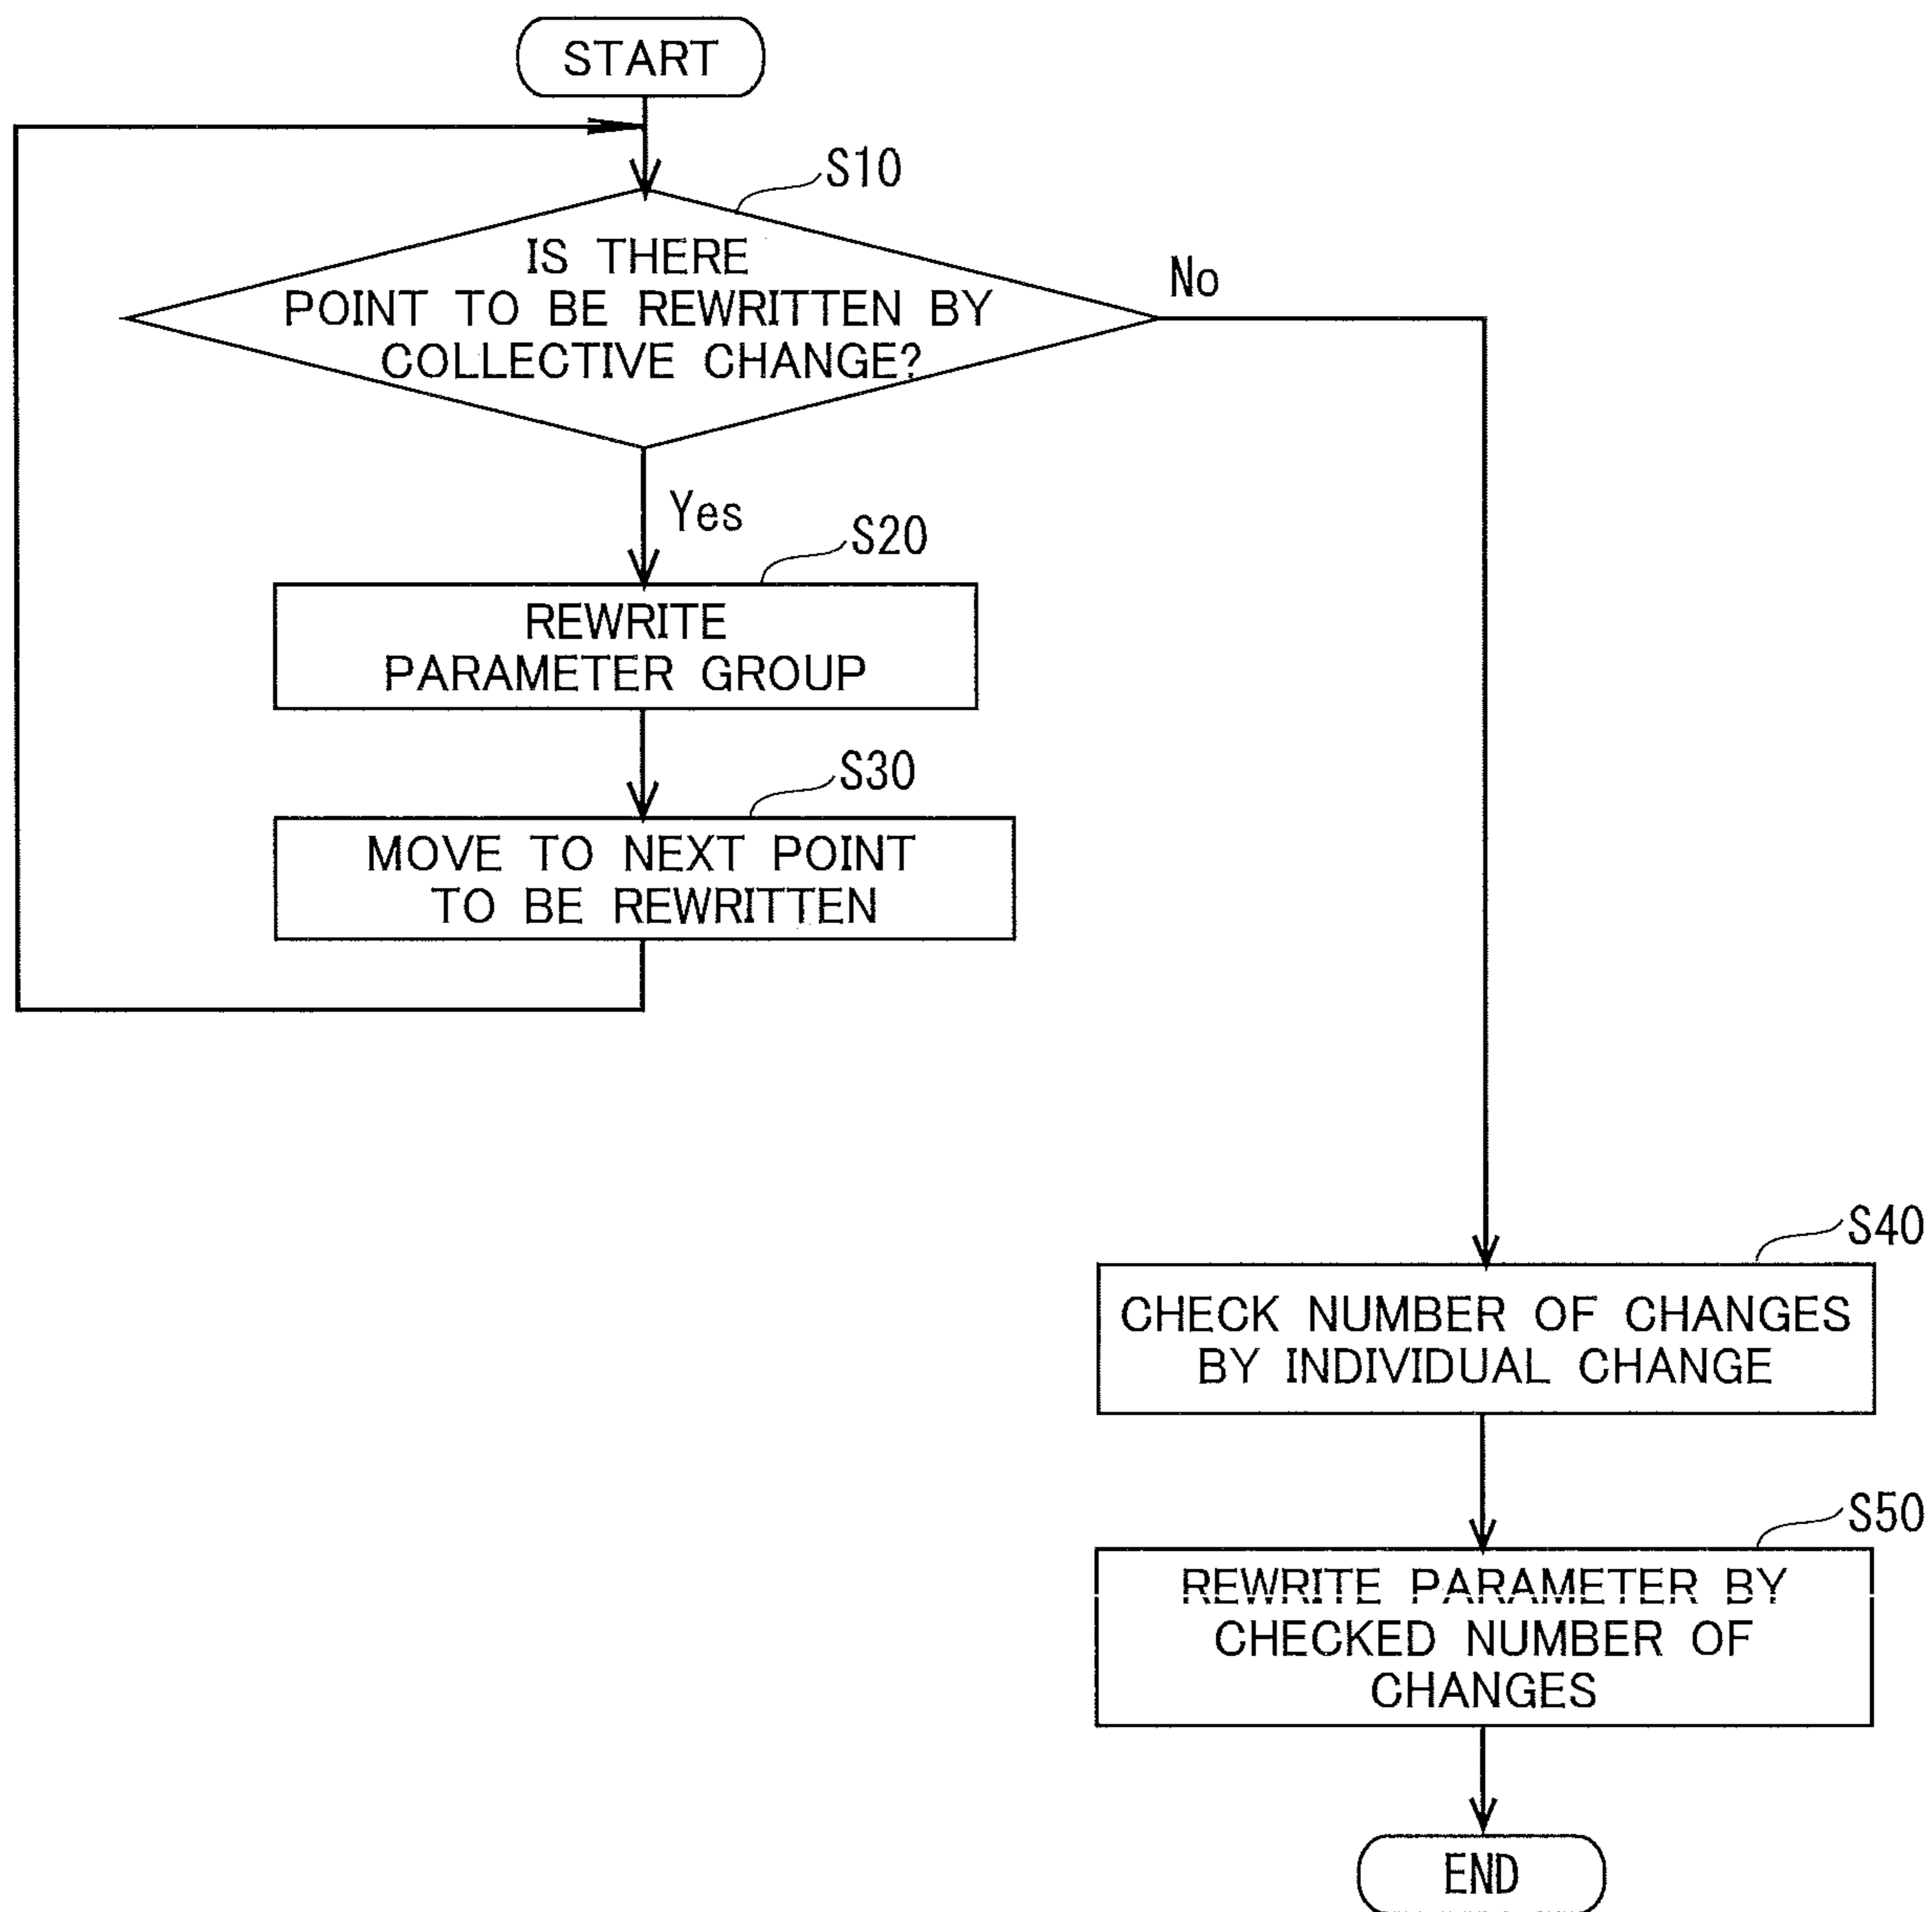 START
S10
IS THERE
POINT TO BE REWRITTEN BY
COLLECTIVE CHANGE?
No
Yes
S20
REWRITE
PARAMETER GROUP
S30
MOVE TO NEXT POINT
TO BE REWRITTEN
S40
CHECK NUMBER OF CHANGES
BY INDIVIDUAL CHANGE
S50
REWRITE PARAMETER BY
CHECKED NUMBER OF
CHANGES
END